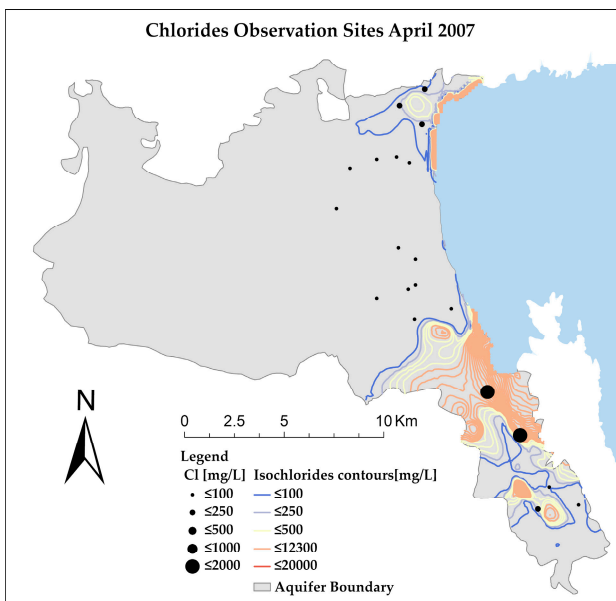 Chlorides Observation Sites April 2007
N
0 2.5 5 10 Km
Legend
Cl [mg/L] Isochlorides contours[mg/L]
≤100 ≤100
≤250 ≤250
≤500 ≤500
≤1000 ≤12300
≤2000 ≤20000
Aquifer Boundary